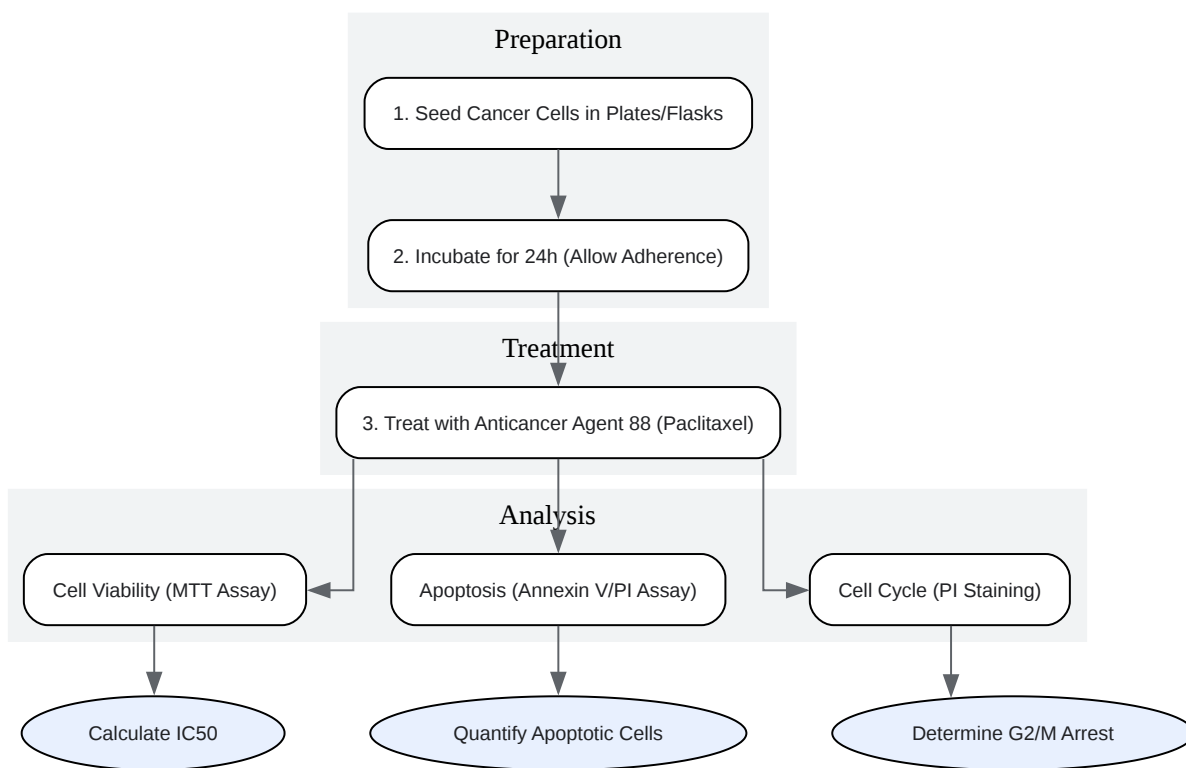 Preparation
1. Seed Cancer Cells in Plates/Flasks
2. Incubate for 24h (Allow Adherence)
Treatment
3. Treat with Anticancer Agent 88 (Paclitaxel)
Analysis
Cell Viability (MTT Assay)
Apoptosis (Annexin V/PI Assay)
Cell Cycle (PI Staining)
Calculate IC50
Quantify Apoptotic Cells
Determine G2/M Arrest